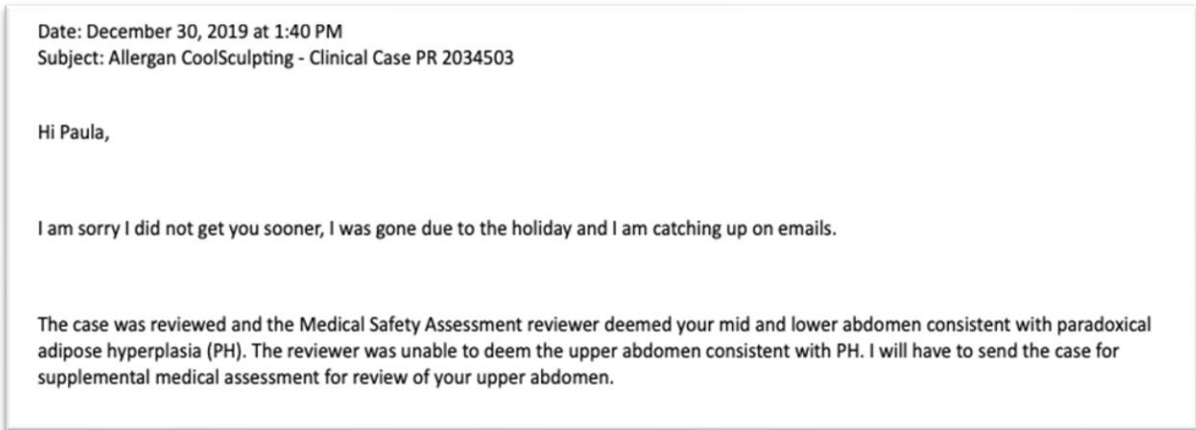 Date: December 30, 2019 at 1:40 PM
Subject: Allergan CoolSculpting - Clinical Case PR 2034503
Hi Paula,
I am sorry I did not get you sooner, I was gone due to the holiday and I am catching up on emails.
The case was reviewed and the Medical Safety Assessment reviewer deemed your mid and lower abdomen consistent with paradoxical
adipose hyperplasia (PH). The reviewer was unable to deem the upper abdomen consistent with PH. I will have to send the case for
supplemental medical assessment for review of your upper abdomen.